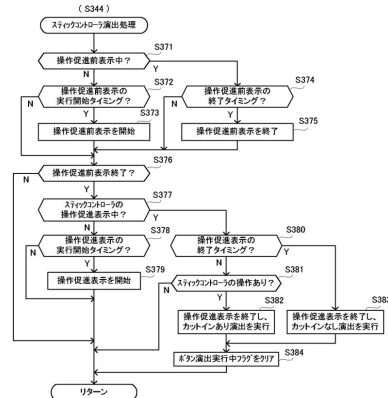 (S344)
スティックコントローラ演出処理
S371
操作促進前表示中？
N
Y
S372
操作促進前表示の
実行開始タイミング？
N
Y
S373
操作促進前表示を開始
S374
操作促進前表示の
終了タイミング？
N
Y
S375
操作促進前表示を終了
S376
操作促進前表示終了？
N
Y
S377
スティックコントローラの
操作促進表示中？
N
Y
S378
操作促進表示の
実行開始タイミング？
N
Y
S379
操作促進表示を開始
S380
操作促進表示の
終了タイミング？
N
Y
S381
スティックコントローラの操作あり？
N
Y
S382
操作促進表示を終了し、
カットインあり演出を実行
S383
操作促進表示を終了し、
カットインなし演出を実行
S384
ボタン演出実行中フラグをクリア
リターン